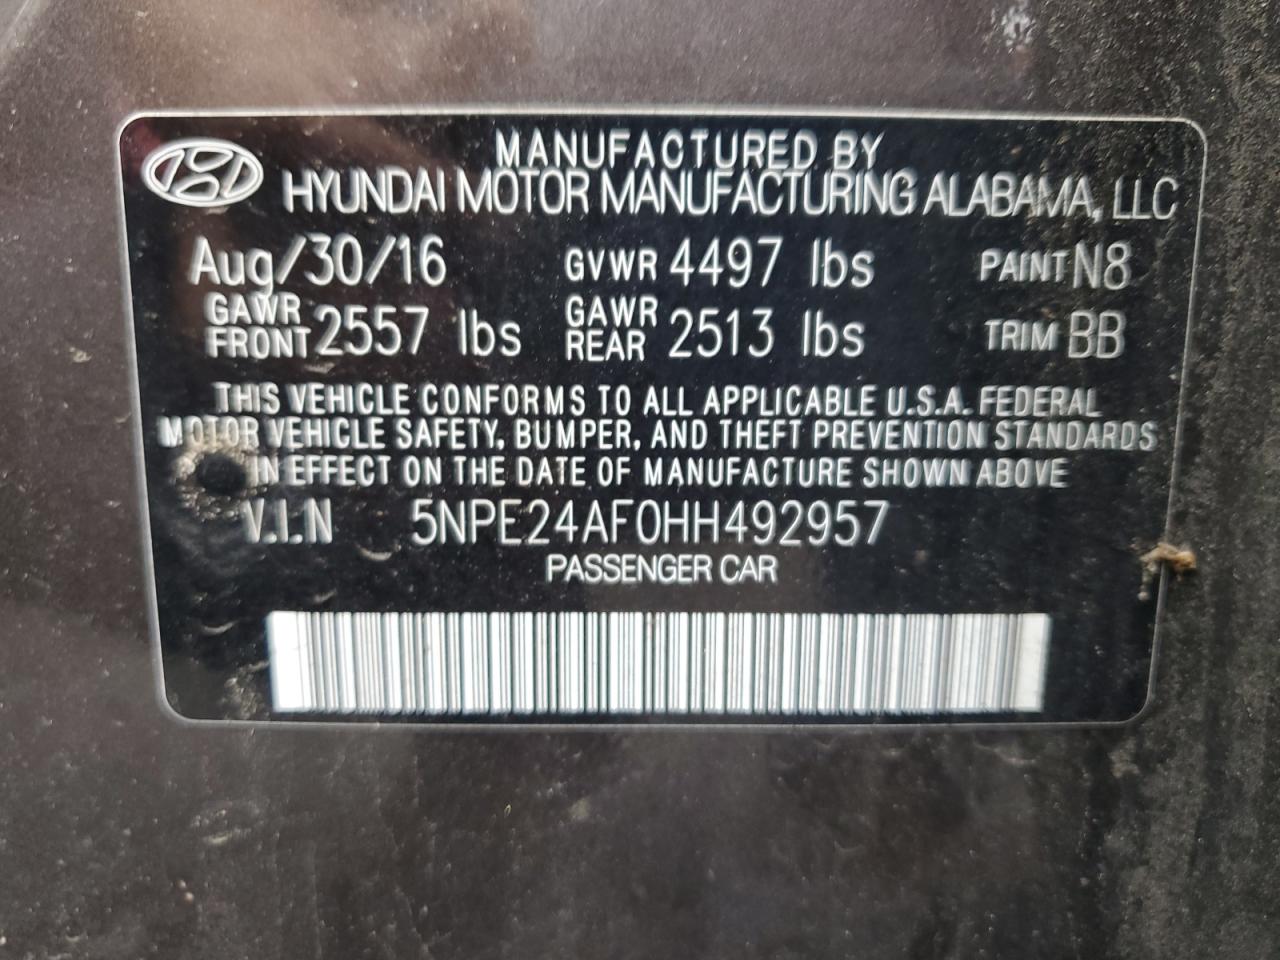 MANUFACTURED BY
HYUNDAI MOTOR MANUFACTURING ALABAMA, LLC
Aug/30/16 GVWR 4497 lbs PAINT N8
GAWR FRONT 2557 lbs GAWR REAR 2513 lbs TRIM BB
THIS VEHICLE CONFORMS TO ALL APPLICABLE U.S.A. FEDERAL
MOTOR VEHICLE SAFETY, BUMPER, AND THEFT PREVENTION STANDARDS
IN EFFECT ON THE DATE OF MANUFACTURE SHOWN ABOVE
V.I.N 5NPE24AF0HH492957
PASSENGER CAR